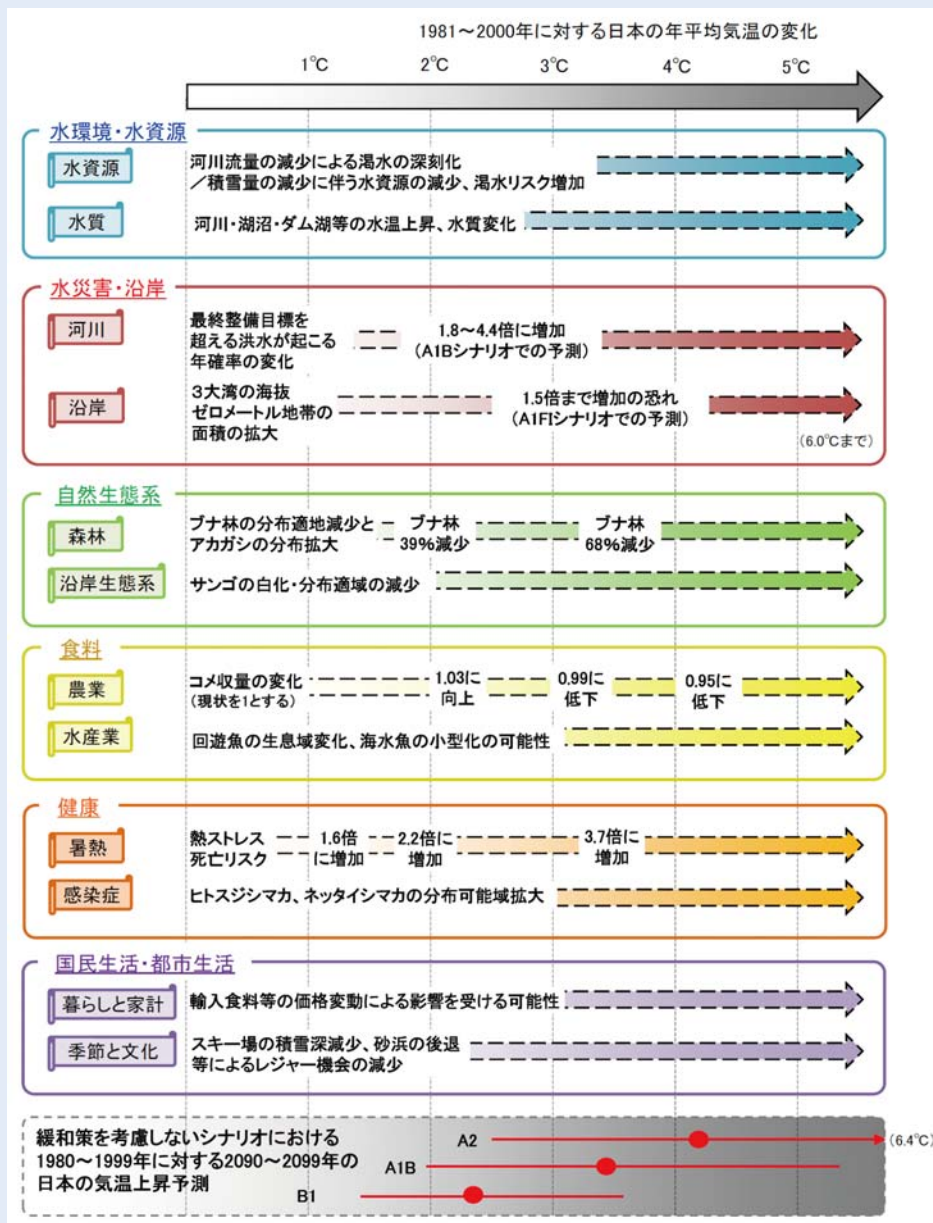 1981～2000年に対する日本の年平均気温の変化
1℃ 2℃ 3℃ 4℃ 5℃
水環境・水資源
水資源
河川流量の減少による渇水の深刻化
／積雪量の減少に伴う水資源の減少、渇水リスク増加
水質
河川・湖沼・ダム湖等の水温上昇、水質変化
水災害・沿岸
河川
最終整備目標を
超える洪水が起こる
年確率の変化
1.8～4.4倍に増加
（A1Bシナリオでの予測）
沿岸
3大湾の海抜
ゼロメートル地帯の
面積の拡大
1.5倍まで増加の恐れ
（A1FIシナリオでの予測）
（6.0℃まで）
自然生態系
森林
ブナ林の分布適地減少と
アカガシの分布拡大
ブナ林
39%減少
ブナ林
68%減少
沿岸生態系
サンゴの白化・分布適域の減少
食料
農業
コメ収量の変化
（現状を1とする）
1.03に
向上
0.99に
低下
0.95に
低下
水産業
回遊魚の生息域変化、海水魚の小型化の可能性
健康
暑熱
熱ストレス
死亡リスク
1.6倍
に増加
2.2倍に
増加
3.7倍に
増加
感染症
ヒトスジシマカ、ネッタイシマカの分布可能域拡大
国民生活・都市生活
暮らしと家計
輸入食料等の価格変動による影響を受ける可能性
季節と文化
スキー場の積雪深減少、砂浜の後退
等によるレジャー機会の減少
緩和策を考慮しないシナリオにおける
1980～1999年に対する2090～2099年の
日本の気温上昇予測
A2
（6.4℃）
A1B
B1